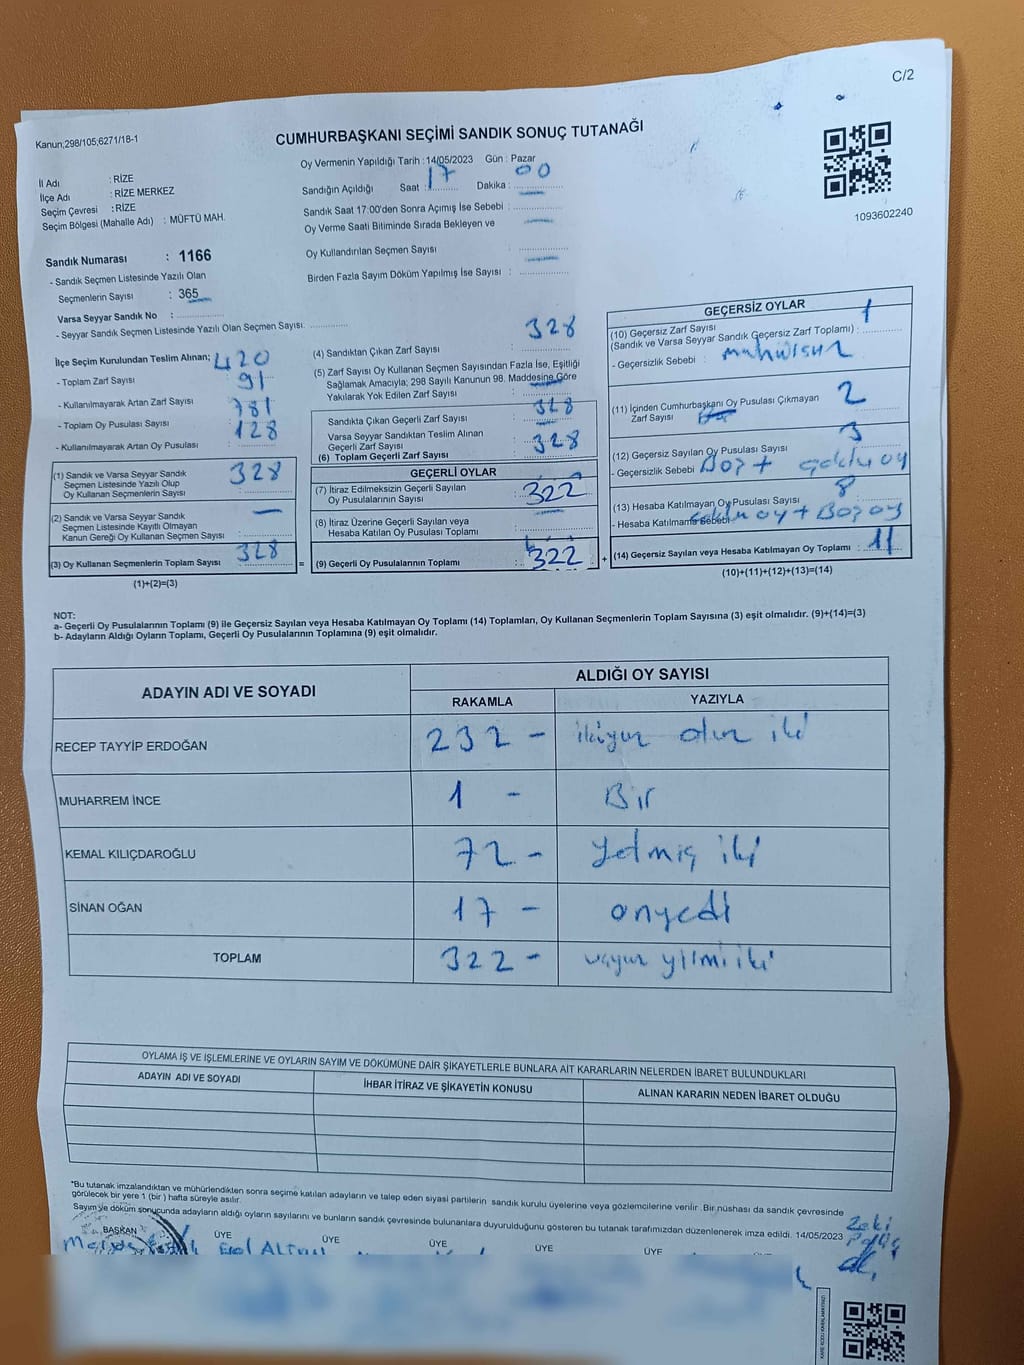 C/2
Kanun;298/105;6271/18-1
CUMHURBAŞKANI SEÇİMİ SANDIK SONUÇ TUTANAĞI
1093602240
İl Adı : RİZE
İlçe Adı : RİZE MERKEZ
Seçim Çevresi : RİZE
Seçim Bölgesi (Mahalle Adı) : MÜFTÜ MAH.
Sandık Numarası : 1166
- Sandık Seçmen Listesinde Yazılı Olan
Seçmenlerin Sayısı : 365
Varsa Seyyar Sandık No :
- Seyyar Sandık Seçmen Listesinde Yazılı Olan Seçmen Sayısı.
Oy Vermenin Yapıldığı Tarih : 14/05/2023 Gün : Pazar
Sandığın Açıldığı Saat : 17 Dakika : 00
Sandık Saat 17:00'den Sonra Açımış İse Sebebi : —
Oy Verme Saati Bitiminde Sırada Bekleyen ve
Oy Kullandırılan Seçmen Sayısı : —
Birden Fazla Sayım Döküm Yapılmış İse Sayısı : —
İlçe Seçim Kurulundan Teslim Alınan;
- Toplam Zarf Sayısı : 420
- Kullanılmayarak Artan Zarf Sayısı : 91
- Toplam Oy Pusulası Sayısı : 781
- Kullanılmayarak Artan Oy Pusulası : 128
(1) Sandık ve Varsa Seyyar Sandık
Seçmen Listesinde Yazılı Olup
Oy Kullanan Seçmenlerin Sayısı : 328
(2) Sandık ve Varsa Seyyar Sandık
Seçmen Listesinde Kayıtlı Olmayan
Kanun Gereği Oy Kullanan Seçmen Sayısı : —
(3) Oy Kullanan Seçmenlerin Toplam Sayısı : 328
(1)+(2)=(3)
(4) Sandıktan Çıkan Zarf Sayısı : 328
(5) Zarf Sayısı Oy Kullanan Seçmen Sayısından Fazla İse, Eşitliği
Sağlamak Amacıyla; 298 Sayılı Kanunun 98. Maddesine Göre
Yakılarak Yok Edilen Zarf Sayısı : —
Sandıkta Çıkan Geçerli Zarf Sayısı : 328
Varsa Seyyar Sandıktan Teslim Alınan
Geçerli Zarf Sayısı :
(6) Toplam Geçerli Zarf Sayısı : 328
GEÇERLİ OYLAR
(7) İtiraz Edilmeksizin Geçerli Sayılan
Oy Pusulalarının Sayısı : 322
(8) İtiraz Üzerine Geçerli Sayılan veya
Hesaba Katılan Oy Pusulası Toplamı : —
= (9) Geçerli Oy Pusulalarının Toplamı : 322 +
GEÇERSİZ OYLAR
(10) Geçersiz Zarf Sayısı
(Sandık ve Varsa Seyyar Sandık Geçersiz Zarf Toplamı) : 1
- Geçersizlik Sebebi : mühürsüz
(11) İçinden Cumhurbaşkanı Oy Pusulası Çıkmayan
Zarf Sayısı : 2
(12) Geçersiz Sayılan Oy Pusulası Sayısı : 3
- Geçersizlik Sebebi : Boş + çoklu oy
(13) Hesaba Katılmayan Oy Pusulası Sayısı : 8
- Hesaba Katılmama Sebebi : çoklu oy + Boş oy
(14) Geçersiz Sayılan veya Hesaba Katılmayan Oy Toplamı : 11
(10)+(11)+(12)+(13)=(14)
NOT:
a- Geçerli Oy Pusulalarının Toplamı (9) ile Geçersiz Sayılan veya Hesaba Katılmayan Oy Toplamı (14) Toplamları, Oy Kullanan Seçmenlerin Toplam Sayısına (3) eşit olmalıdır. (9)+(14)=(3)
b- Adayların Aldığı Oyların Toplamı, Geçerli Oy Pusulalarının Toplamına (9) eşit olmalıdır.
ADAYIN ADI VE SOYADI ALDIĞI OY SAYISI
RAKAMLA YAZIYLA
RECEP TAYYİP ERDOĞAN 232 - ikiyüz otuz iki
MUHARREM İNCE 1 - Bir
KEMAL KILIÇDAROĞLU 72 - Yetmiş iki
SİNAN OĞAN 17 - onyedi
TOPLAM 322 - üçyüz yirmi iki
OYLAMA İŞ VE İŞLEMLERİNE VE OYLARIN SAYIM VE DÖKÜMÜNE DAİR ŞİKAYETLERLE BUNLARA AİT KARARLARIN NELERDEN İBARET BULUNDUKLARI
ADAYIN ADI VE SOYADI İHBAR İTİRAZ VE ŞİKAYETİN KONUSU ALINAN KARARIN NEDEN İBARET OLDUĞU
*Bu tutanak imzalandıktan ve mühürlendikten sonra seçime katılan adayların ve talep eden siyasi partilerin sandık kurulu üyelerine veya gözlemcilerine verilir. Bir nüshası da sandık çevresinde
görülecek bir yere 1 (bir) hafta süreyle asılır.
Sayım ve döküm sonucunda adayların aldığı oyların sayılarını ve bunların sandık çevresinde bulunanlara duyurulduğunu gösteren bu tutanak tarafımızdan düzenlenerek imza edildi. 14/05/2023
BAŞKAN ÜYE ÜYE ÜYE ÜYE ÜYE
Zeki